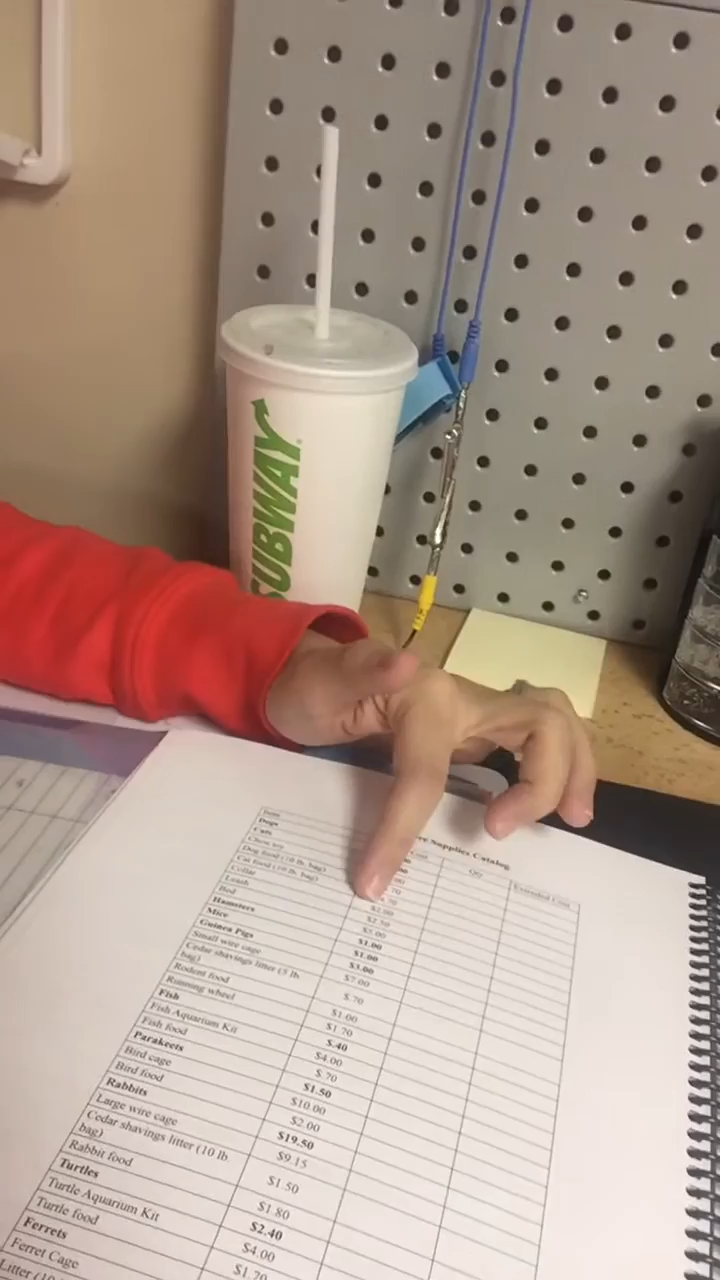 SUBWAY
Supplies Catalog
Item Cost Qty Extended Cost
Dogs
Cats
Chew toy
Dog food (10 lb. bag)
Cat food (10 lb. bag)
Collar $2.00
Leash $2.50
Bed $5.00
Hamsters $1.00
Mice $1.00
Guinea Pigs $3.00
Small wire cage $7.00
Cedar shavings litter (5 lb
bag) $.70
Rodent food $1.00
Running wheel $1.70
Fish $.40
Fish Aquarium Kit $4.00
Fish food $.70
Parakeets $1.50
Bird cage $10.00
Bird food $2.00
Rabbits $19.50
Large wire cage $9.15
Cedar shavings litter (10 lb
bag) $1.50
Rabbit food $1.80
Turtles $2.40
Turtle Aquarium Kit $4.00
Turtle food $1.20
Ferrets
Ferret Cage
Litter (10